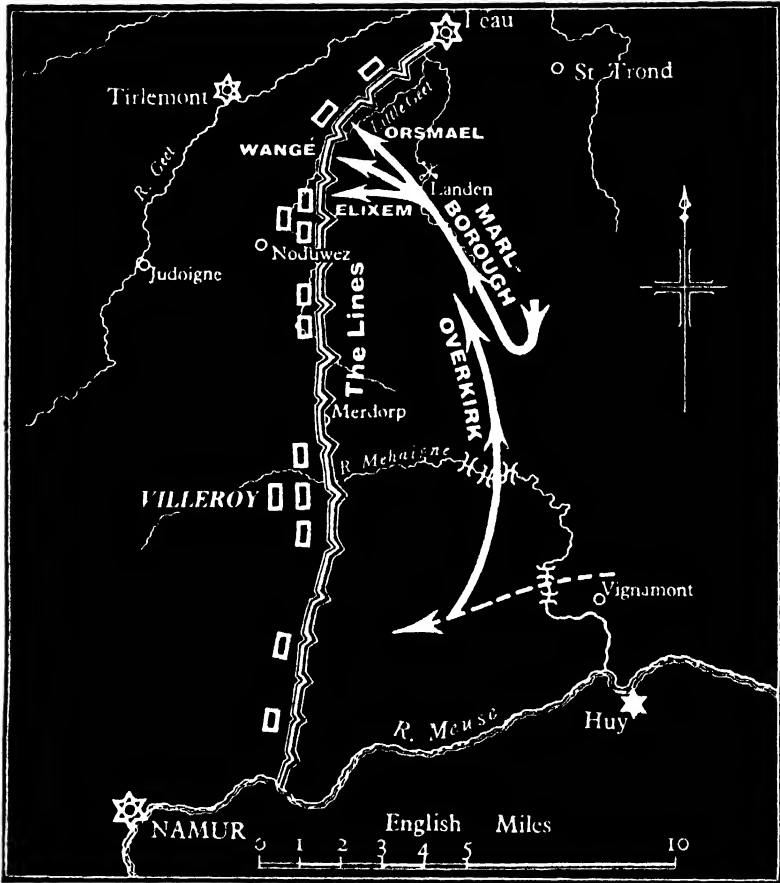 Leau
St Trond
Tirlemont
Little Geet
ORSMAEL
WANGÉ
R. Geet
Landen
ELIXEM
MARL-
BOROUGH
Noduwez
Judoigne
The Lines
OVERKIRK
Merdorp
R. Mehaigne
VILLEROY
Vignamont
R. Meuse
Huy
NAMUR
English Miles
0 1 2 3 4 5 10